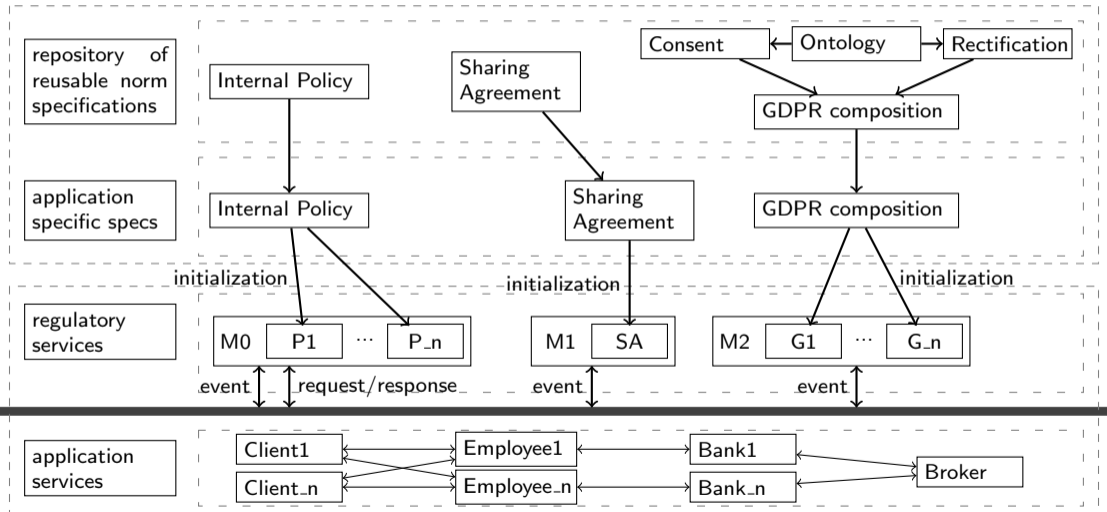 repository of
reusable norm
specifications
Internal Policy
Sharing
Agreement
Consent
Ontology
Rectification
GDPR composition
application
specific specs
Internal Policy
Sharing
Agreement
GDPR composition
initialization
initialization
initialization
regulatory
services
M0
P1
...
P_n
M1
SA
M2
G1
...
G_n
event
request/response
event
event
application
services
Client1
Employee1
Bank1
Broker
Client_n
Employee_n
Bank_n